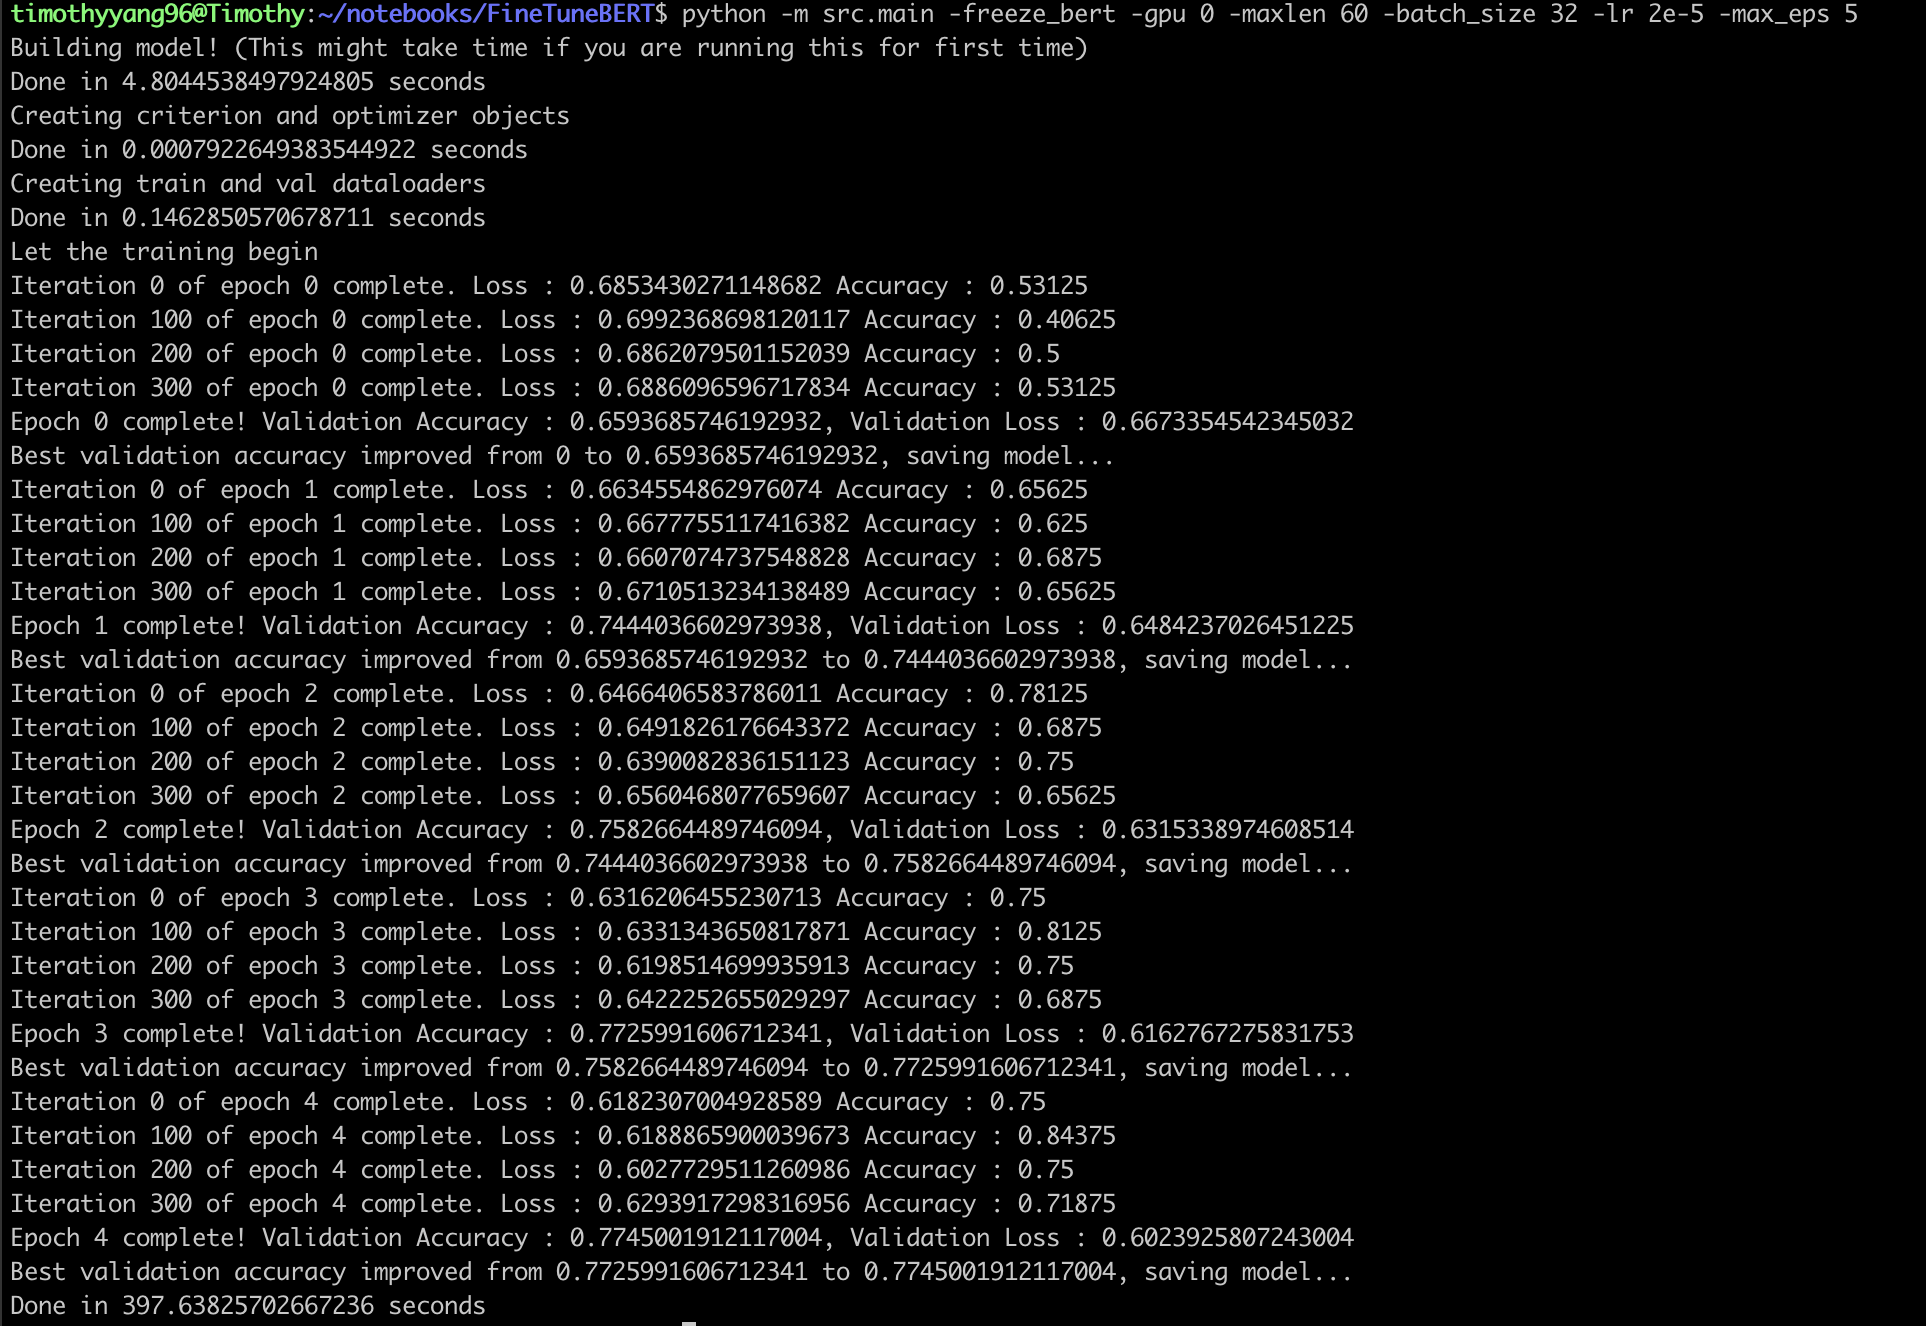 timothyyang96@Timothy:~/notebooks/FineTuneBERT$ python -m src.main -freeze_bert -gpu 0 -maxlen 60 -batch_size 32 -lr 2e-5 -max_eps 5
Building model! (This might take time if you are running this for first time)
Done in 4.8044538497924805 seconds
Creating criterion and optimizer objects
Done in 0.0007922649383544922 seconds
Creating train and val dataloaders
Done in 0.1462850570678711 seconds
Let the training begin
Iteration 0 of epoch 0 complete. Loss : 0.6853430271148682 Accuracy : 0.53125
Iteration 100 of epoch 0 complete. Loss : 0.6992368698120117 Accuracy : 0.40625
Iteration 200 of epoch 0 complete. Loss : 0.6862079501152039 Accuracy : 0.5
Iteration 300 of epoch 0 complete. Loss : 0.6886096596717834 Accuracy : 0.53125
Epoch 0 complete! Validation Accuracy : 0.6593685746192932, Validation Loss : 0.6673354542345032
Best validation accuracy improved from 0 to 0.6593685746192932, saving model...
Iteration 0 of epoch 1 complete. Loss : 0.6634554862976074 Accuracy : 0.65625
Iteration 100 of epoch 1 complete. Loss : 0.6677755117416382 Accuracy : 0.625
Iteration 200 of epoch 1 complete. Loss : 0.6607074737548828 Accuracy : 0.6875
Iteration 300 of epoch 1 complete. Loss : 0.6710513234138489 Accuracy : 0.65625
Epoch 1 complete! Validation Accuracy : 0.7444036602973938, Validation Loss : 0.6484237026451225
Best validation accuracy improved from 0.6593685746192932 to 0.7444036602973938, saving model...
Iteration 0 of epoch 2 complete. Loss : 0.6466406583786011 Accuracy : 0.78125
Iteration 100 of epoch 2 complete. Loss : 0.6491826176643372 Accuracy : 0.6875
Iteration 200 of epoch 2 complete. Loss : 0.6390082836151123 Accuracy : 0.75
Iteration 300 of epoch 2 complete. Loss : 0.6560468077659607 Accuracy : 0.65625
Epoch 2 complete! Validation Accuracy : 0.7582664489746094, Validation Loss : 0.6315338974608514
Best validation accuracy improved from 0.7444036602973938 to 0.7582664489746094, saving model...
Iteration 0 of epoch 3 complete. Loss : 0.6316206455230713 Accuracy : 0.75
Iteration 100 of epoch 3 complete. Loss : 0.6331343650817871 Accuracy : 0.8125
Iteration 200 of epoch 3 complete. Loss : 0.6198514699935913 Accuracy : 0.75
Iteration 300 of epoch 3 complete. Loss : 0.6422252655029297 Accuracy : 0.6875
Epoch 3 complete! Validation Accuracy : 0.7725991606712341, Validation Loss : 0.6162767275831753
Best validation accuracy improved from 0.7582664489746094 to 0.7725991606712341, saving model...
Iteration 0 of epoch 4 complete. Loss : 0.6182307004928589 Accuracy : 0.75
Iteration 100 of epoch 4 complete. Loss : 0.6188865900039673 Accuracy : 0.84375
Iteration 200 of epoch 4 complete. Loss : 0.6027729511260986 Accuracy : 0.75
Iteration 300 of epoch 4 complete. Loss : 0.6293917298316956 Accuracy : 0.71875
Epoch 4 complete! Validation Accuracy : 0.7745001912117004, Validation Loss : 0.6023925807243004
Best validation accuracy improved from 0.7725991606712341 to 0.7745001912117004, saving model...
Done in 397.63825702667236 seconds